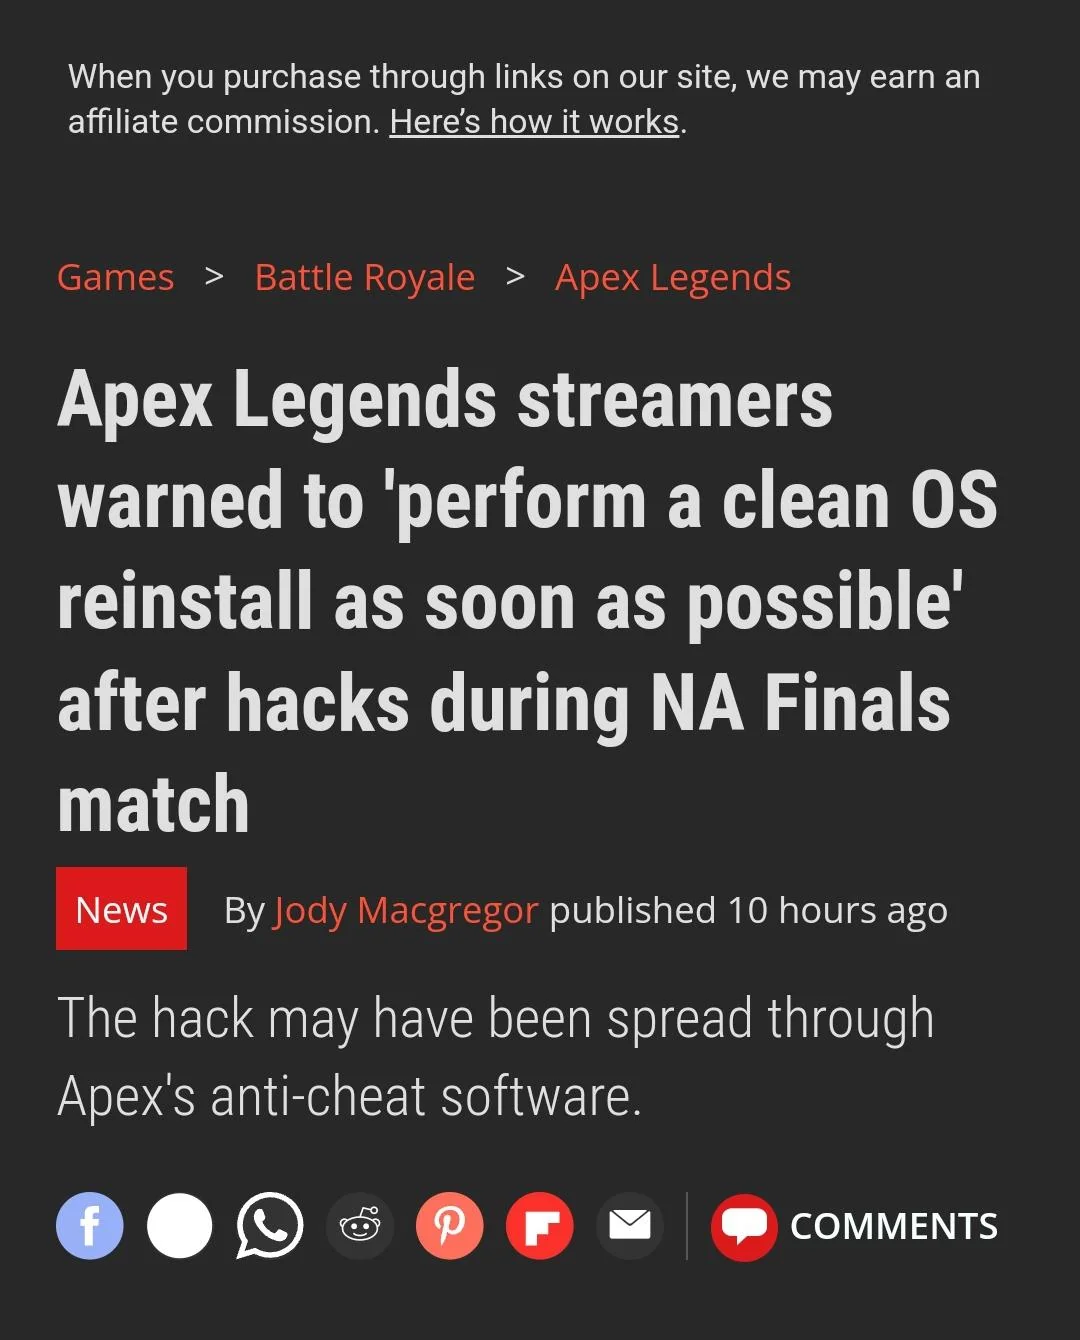 When you purchase through links on our site, we may earn an
affiliate commission. Here’s how it works.
Games > Battle Royale > Apex Legends
Apex Legends streamers
warned to 'perform a clean OS
reinstall as soon as possible'
after hacks during NA Finals
match
News By Jody Macgregor published 10 hours ago
The hack may have been spread through
Apex's anti-cheat software.
COMMENTS